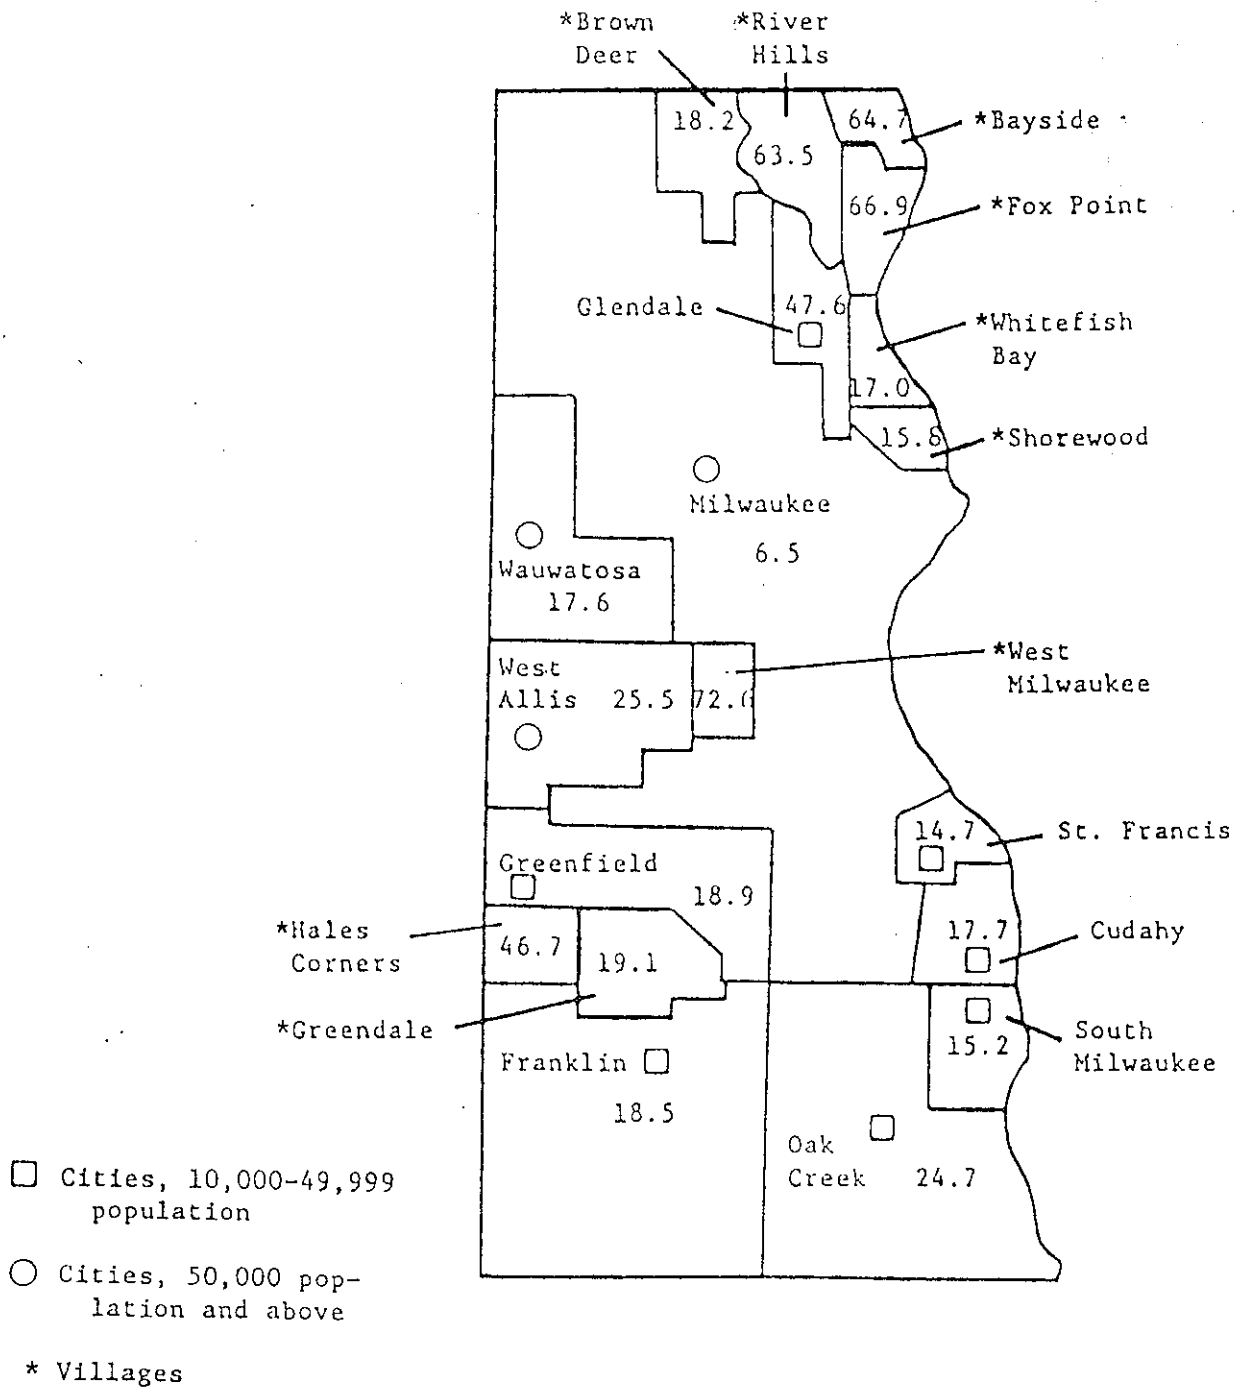 *Brown
Deer
*River
Hills
18.2
63.5
64.7
*Bayside
66.9
*Fox Point
Glendale
47.6
*Whitefish
Bay
17.0
15.8
*Shorewood
Milwaukee
6.5
Wauwatosa
17.6
West
Allis
25.5
*West
Milwaukee
14.7
St. Francis
Greenfield
18.9
*Hales
Corners
46.7
19.1
17.7
Cudahy
*Greendale
Franklin
18.5
15.2
South
Milwaukee
Oak
Creek
24.7
Cities, 10,000-49,999
population
Cities, 50,000 pop-
lation and above
* Villages